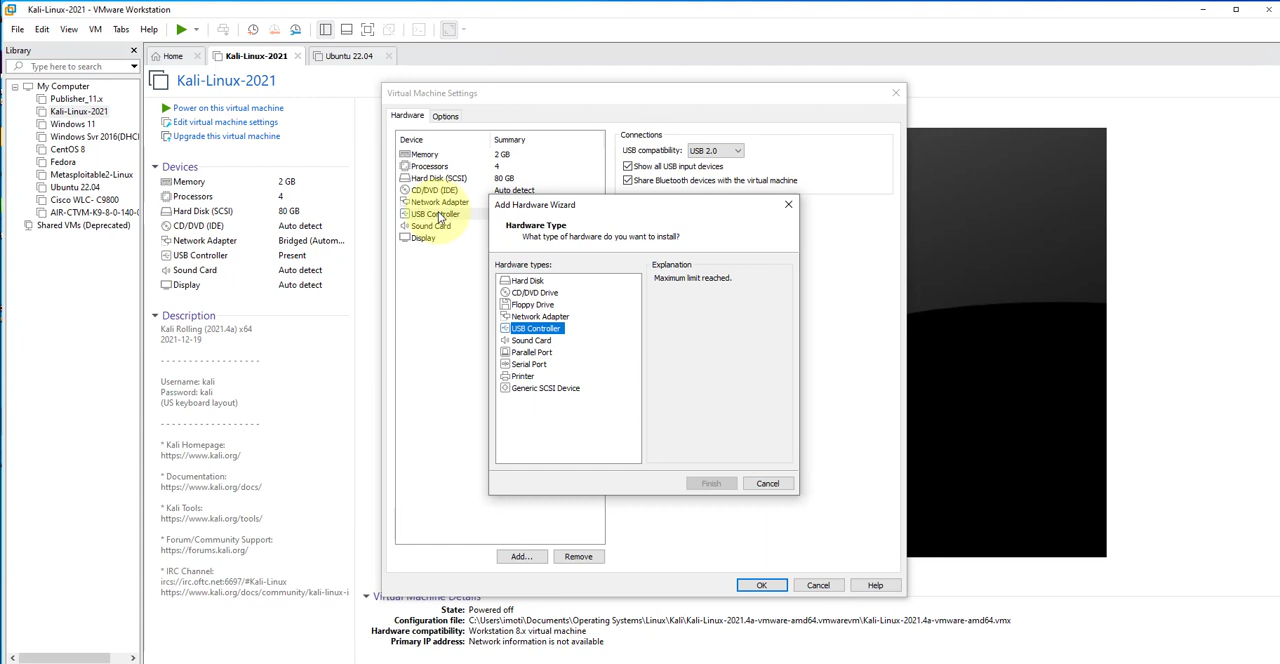 Kali-Linux-2021 - VMware Workstation
File Edit View VM Tabs Help
Library
Type here to search
My Computer
Publisher_11.x
Kali-Linux-2021
Windows 11
Windows Svr 2016(DHCI
CentOS 8
Fedora
Metasploitable2-Linux
Ubuntu 22.04
Cisco WLC- C9800
AIR-CTVM-K9-8-0-140-
Shared VMs (Deprecated)
Home
Kali-Linux-2021
Ubuntu 22.04
Kali-Linux-2021
Power on this virtual machine
Edit virtual machine settings
Upgrade this virtual machine
Devices
Memory 2 GB
Processors 4
Hard Disk (SCSI) 80 GB
CD/DVD (IDE) Auto detect
Network Adapter Bridged (Autom...
USB Controller Present
Sound Card Auto detect
Display Auto detect
Description
Kali Rolling (2021.4a) x64
2021-12-19
- - - - - - - - - - - - - - - - - -
Username: kali
Password: kali
(US keyboard layout)
- - - - - - - - - - - - - - - - - -
* Kali Homepage:
https://www.kali.org/
* Documentation:
https://www.kali.org/docs/
* Kali Tools:
https://www.kali.org/tools/
* Forum/Community Support:
https://forums.kali.org/
* IRC Channel:
ircs://irc.oftc.net:6697/#Kali-Linux
https://www.kali.org/docs/community/kali-linux-i
Virtual Machine Settings
Hardware Options
Device Summary
Memory 2 GB
Processors 4
Hard Disk (SCSI) 80 GB
CD/DVD (IDE) Auto detect
Network Adapter
USB Controller
Sound Card
Display
Connections
USB compatibility: USB 2.0
Show all USB input devices
Share Bluetooth devices with the virtual machine
Add Hardware Wizard
Hardware Type
What type of hardware do you want to install?
Hardware types:
Hard Disk
CD/DVD Drive
Floppy Drive
Network Adapter
USB Controller
Sound Card
Parallel Port
Serial Port
Printer
Generic SCSI Device
Explanation
Maximum limit reached.
Finish Cancel
Add... Remove
OK Cancel Help
Virtual Machine Details
State: Powered off
Configuration file: C:\Users\imoti\Documents\Operating Systems\Linux\Kali\Kali-Linux-2021.4a-vmware-amd64.vmwarevm\Kali-Linux-2021.4a-vmware-amd64.vmx
Hardware compatibility: Workstation 8.x virtual machine
Primary IP address: Network information is not available